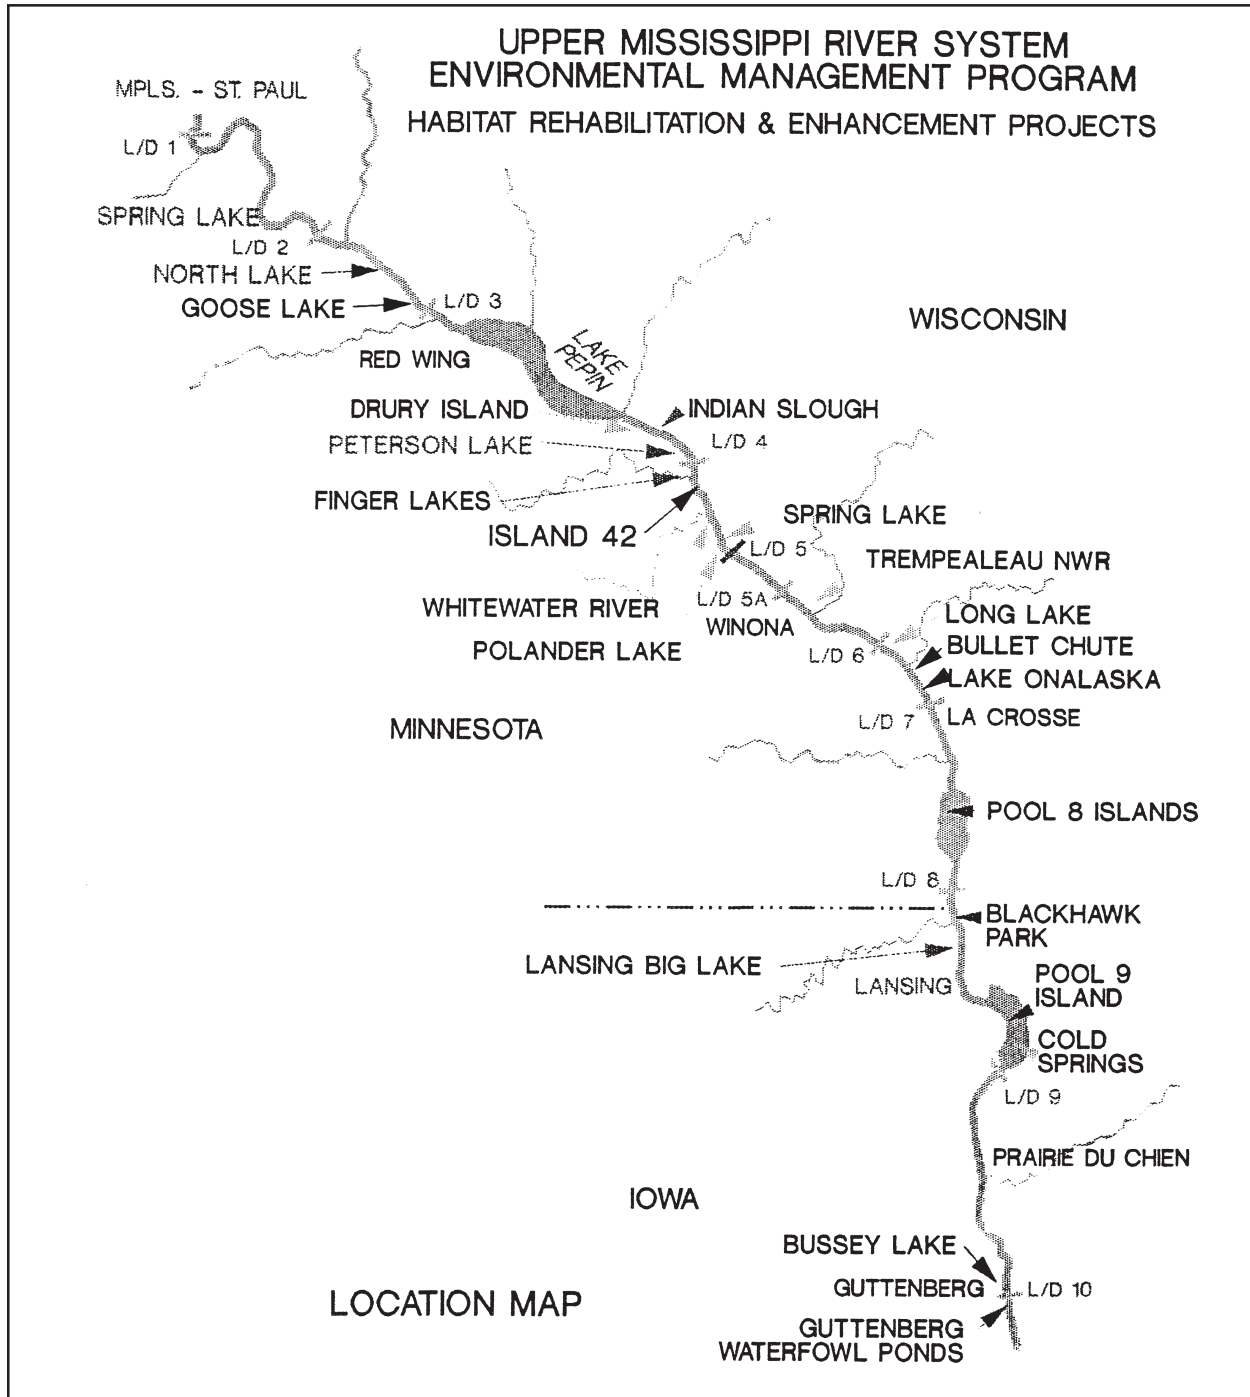 UPPER MISSISSIPPI RIVER SYSTEM
ENVIRONMENTAL MANAGEMENT PROGRAM
HABITAT REHABILITATION & ENHANCEMENT PROJECTS
MPLS. - ST. PAUL
L/D 1
SPRING LAKE
L/D 2
NORTH LAKE
GOOSE LAKE
L/D 3
WISCONSIN
RED WING
LAKE
PEPIN
DRURY ISLAND
INDIAN SLOUGH
PETERSON LAKE
L/D 4
FINGER LAKES
SPRING LAKE
ISLAND 42
L/D 5
TREMPEALEAU NWR
L/D 5A
WHITEWATER RIVER
WINONA
LONG LAKE
BULLET CHUTE
POLANDER LAKE
L/D 6
LAKE ONALASKA
MINNESOTA
L/D 7
LA CROSSE
POOL 8 ISLANDS
L/D 8
BLACKHAWK
PARK
LANSING BIG LAKE
LANSING
POOL 9
ISLAND
COLD
SPRINGS
L/D 9
PRAIRIE DU CHIEN
IOWA
BUSSEY LAKE
GUTTENBERG
L/D 10
LOCATION MAP
GUTTENBERG
WATERFOWL PONDS